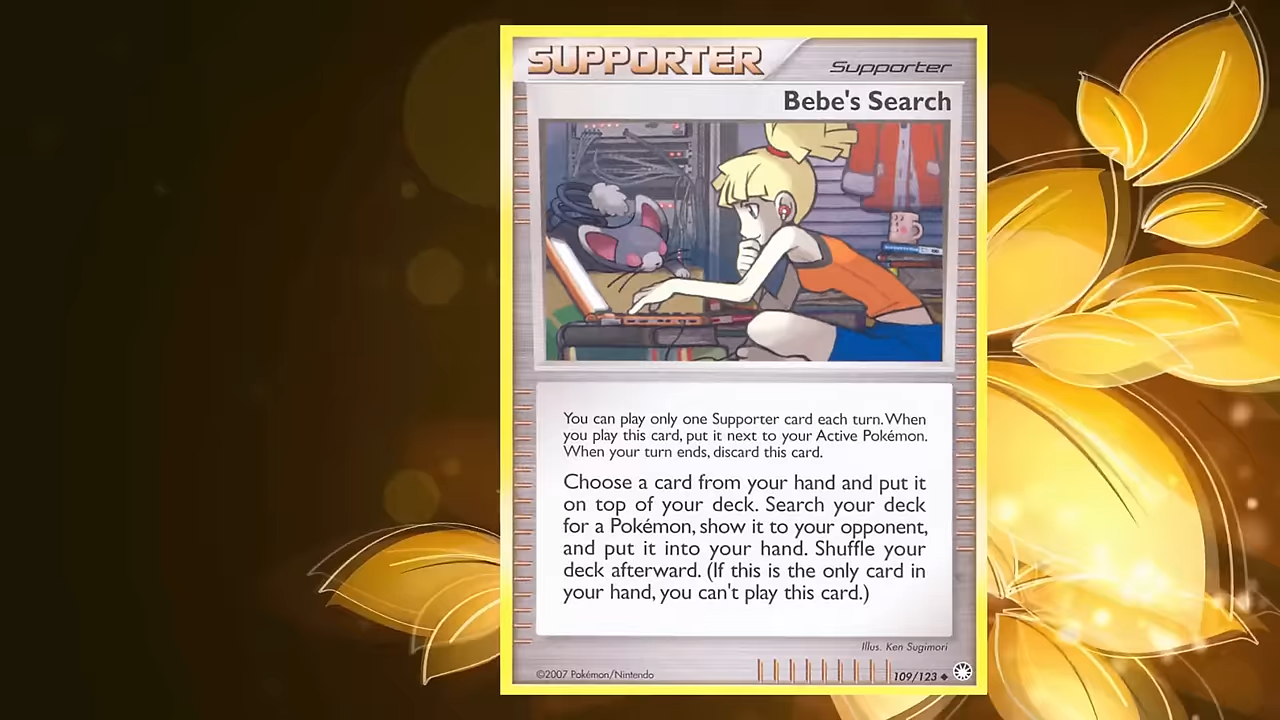 SUPPORTER
Supporter
Bebe's Search
You can play only one Supporter card each turn. When
you play this card, put it next to your Active Pokémon.
When your turn ends, discard this card.
Choose a card from your hand and put it
on top of your deck. Search your deck
for a Pokémon, show it to your opponent,
and put it into your hand. Shuffle your
deck afterward. (If this is the only card in
your hand, you can't play this card.)
Illus. Ken Sugimori
©2007 Pokémon/Nintendo
109/123